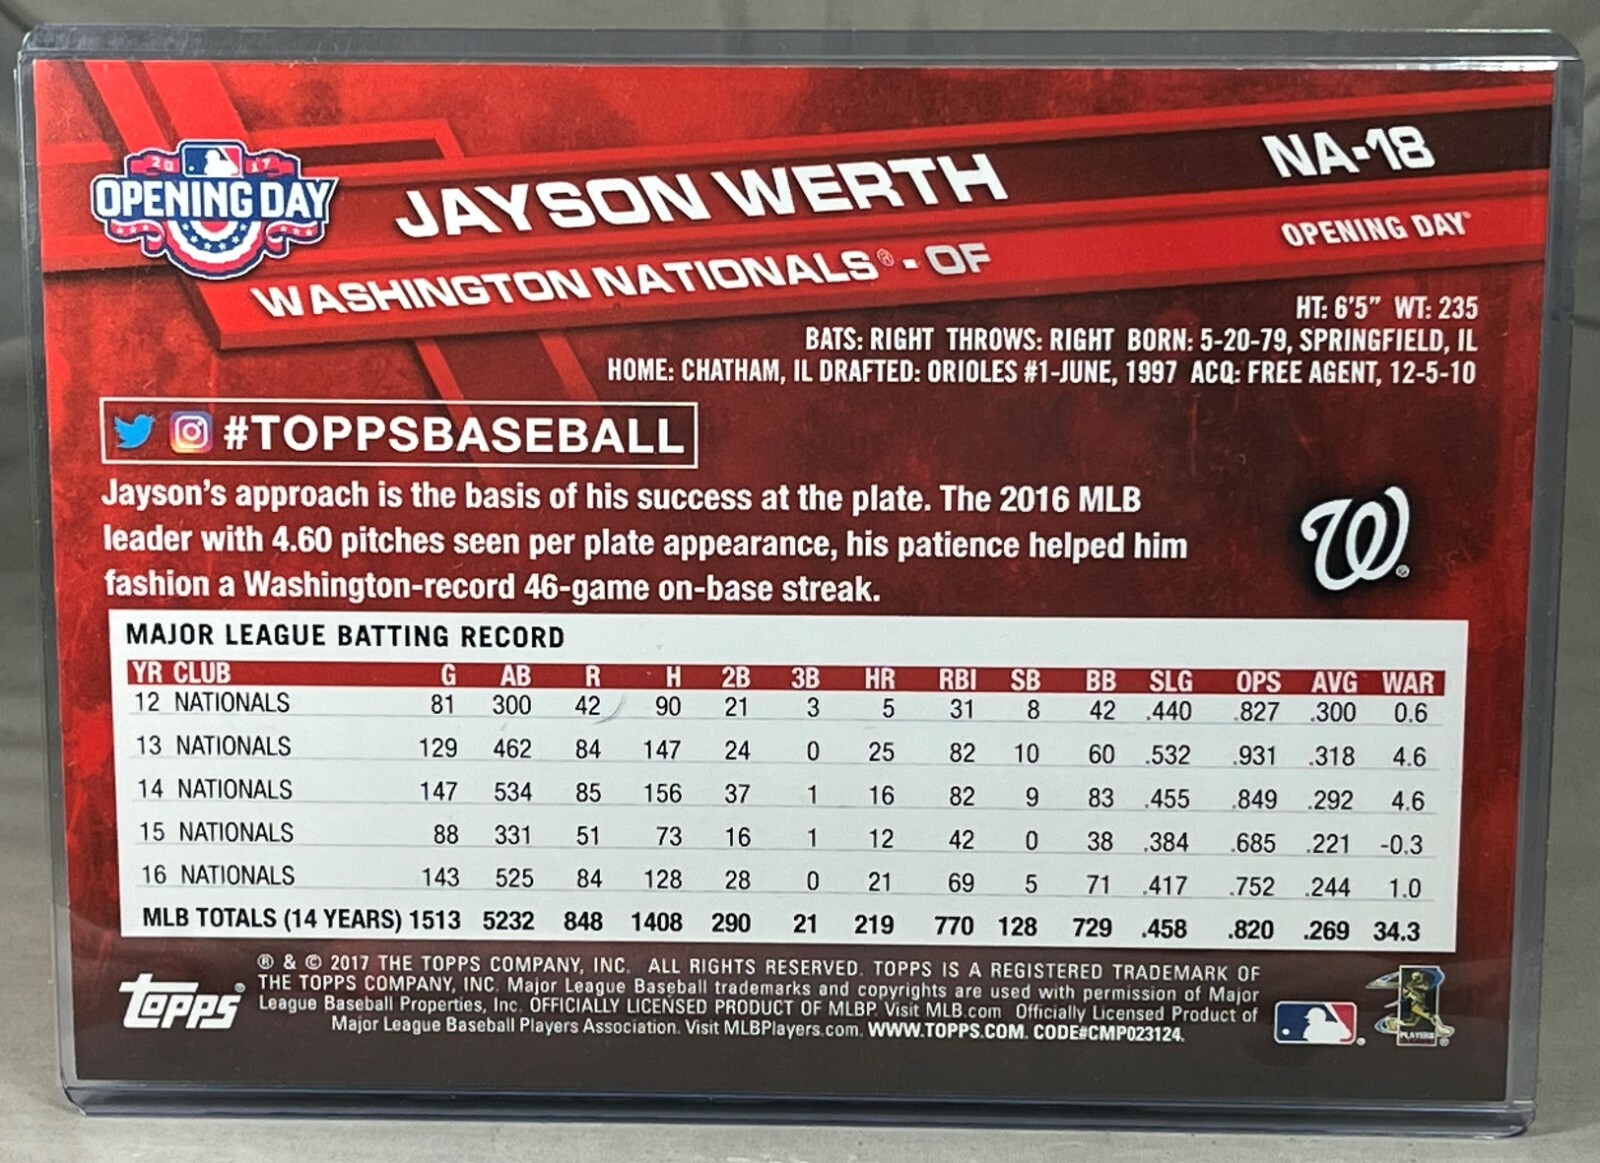 2017
OPENING DAY
JAYSON WERTH
NA-18
WASHINGTON NATIONALS® - OF
OPENING DAY®
HT: 6'5" WT: 235
BATS: RIGHT THROWS: RIGHT BORN: 5-20-79, SPRINGFIELD, IL
HOME: CHATHAM, IL DRAFTED: ORIOLES #1-JUNE, 1997 ACQ: FREE AGENT, 12-5-10
#TOPPSBASEBALL
Jayson's approach is the basis of his success at the plate. The 2016 MLB
leader with 4.60 pitches seen per plate appearance, his patience helped him
fashion a Washington-record 46-game on-base streak.
W®
MAJOR LEAGUE BATTING RECORD
YR CLUB G AB R H 2B 3B HR RBI SB BB SLG OPS AVG WAR
12 NATIONALS 81 300 42 90 21 3 5 31 8 42 .440 .827 .300 0.6
13 NATIONALS 129 462 84 147 24 0 25 82 10 60 .532 .931 .318 4.6
14 NATIONALS 147 534 85 156 37 1 16 82 9 83 .455 .849 .292 4.6
15 NATIONALS 88 331 51 73 16 1 12 42 0 38 .384 .685 .221 -0.3
16 NATIONALS 143 525 84 128 28 0 21 69 5 71 .417 .752 .244 1.0
MLB TOTALS (14 YEARS) 1513 5232 848 1408 290 21 219 770 128 729 .458 .820 .269 34.3
topps®
® & © 2017 THE TOPPS COMPANY, INC. ALL RIGHTS RESERVED. TOPPS IS A REGISTERED TRADEMARK OF
THE TOPPS COMPANY, INC. Major League Baseball trademarks and copyrights are used with permission of Major
League Baseball Properties, Inc. OFFICIALLY LICENSED PRODUCT OF MLBP. Visit MLB.com Officially Licensed Product of
Major League Baseball Players Association. Visit MLBPlayers.com. WWW.TOPPS.COM. CODE#CMP023124.
PLAYERS